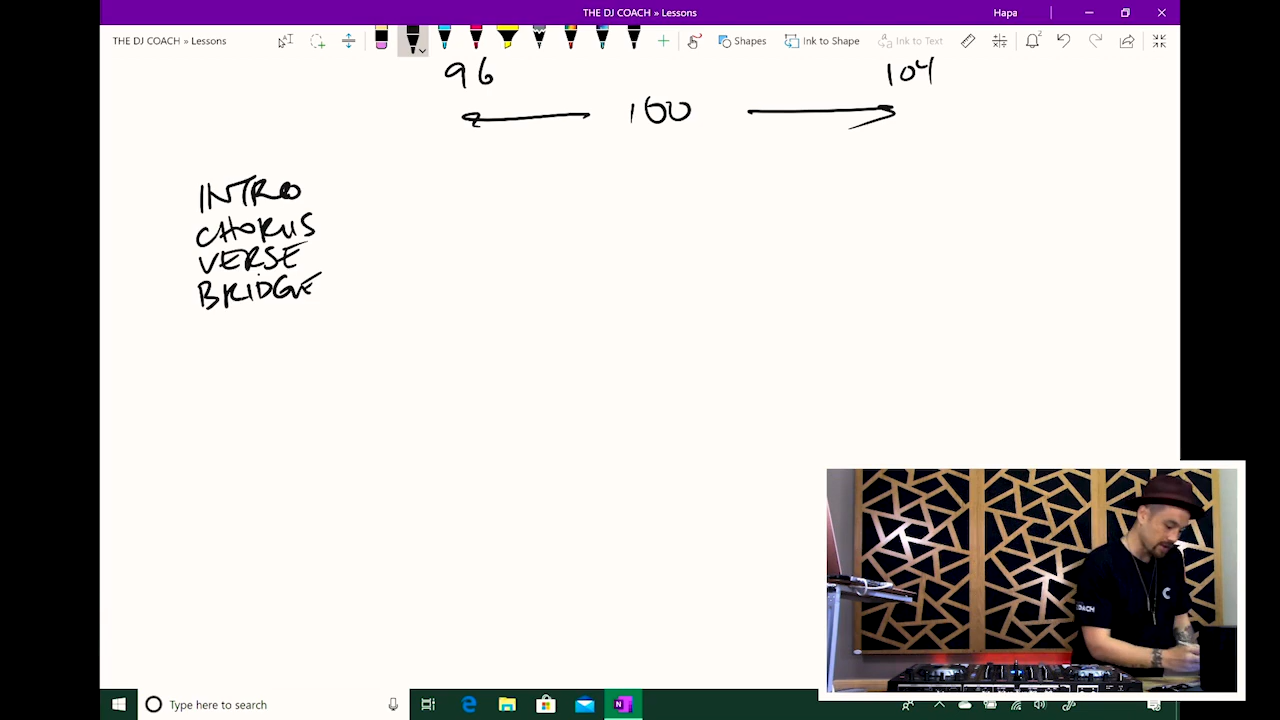 THE DJ COACH » Lessons
Hapa
THE DJ COACH » Lessons
Shapes
Ink to Shape
Ink to Text
96
104
100
INTRO
CHORUS
VERSE
BRIDGE
COACH
Type here to search